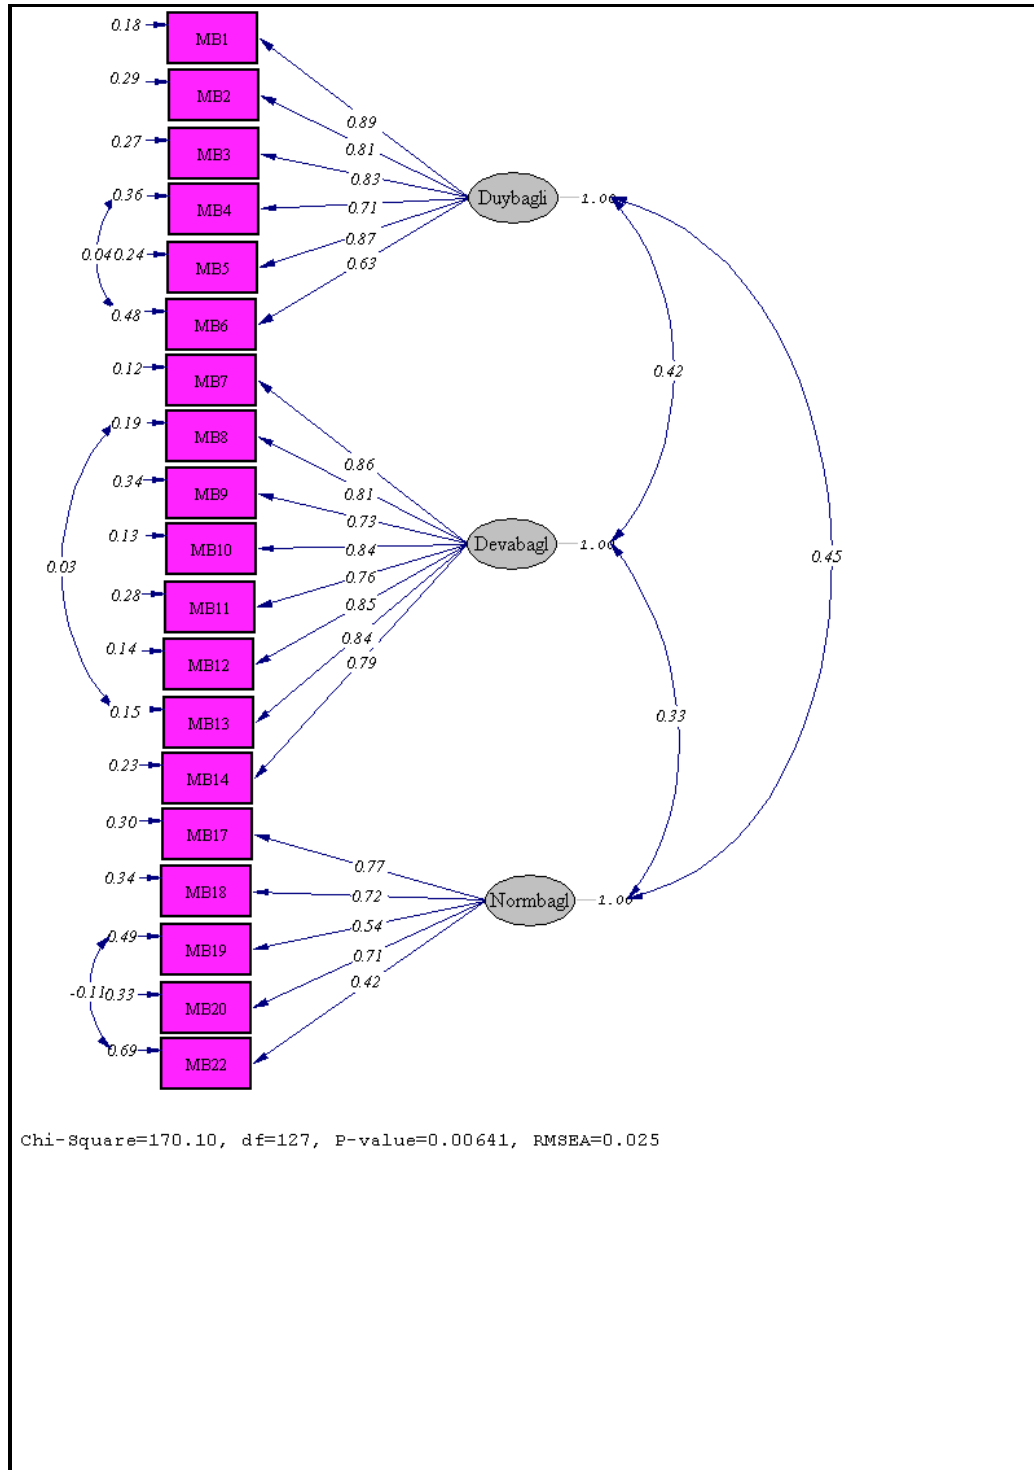 0.18 MB1
0.29 MB2
0.27 MB3
0.36 MB4
0.04 0.24 MB5
0.48 MB6
0.12 MB7
0.19 MB8
0.34 MB9
0.13 MB10
0.03
0.28 MB11
0.14 MB12
0.15 MB13
0.23 MB14
0.30 MB17
0.34 MB18
0.49 MB19
-0.11 0.33 MB20
0.69 MB22
0.89
0.81
0.83
0.71
0.87
0.63
Duybagli 1.00
0.86
0.81
0.73
0.84
0.76
0.85
0.84
0.79
Devabagl 1.00
0.77
0.72
0.54
0.71
0.42
Normbagl 1.00
0.42
0.45
0.33
Chi-Square=170.10, df=127, P-value=0.00641, RMSEA=0.025